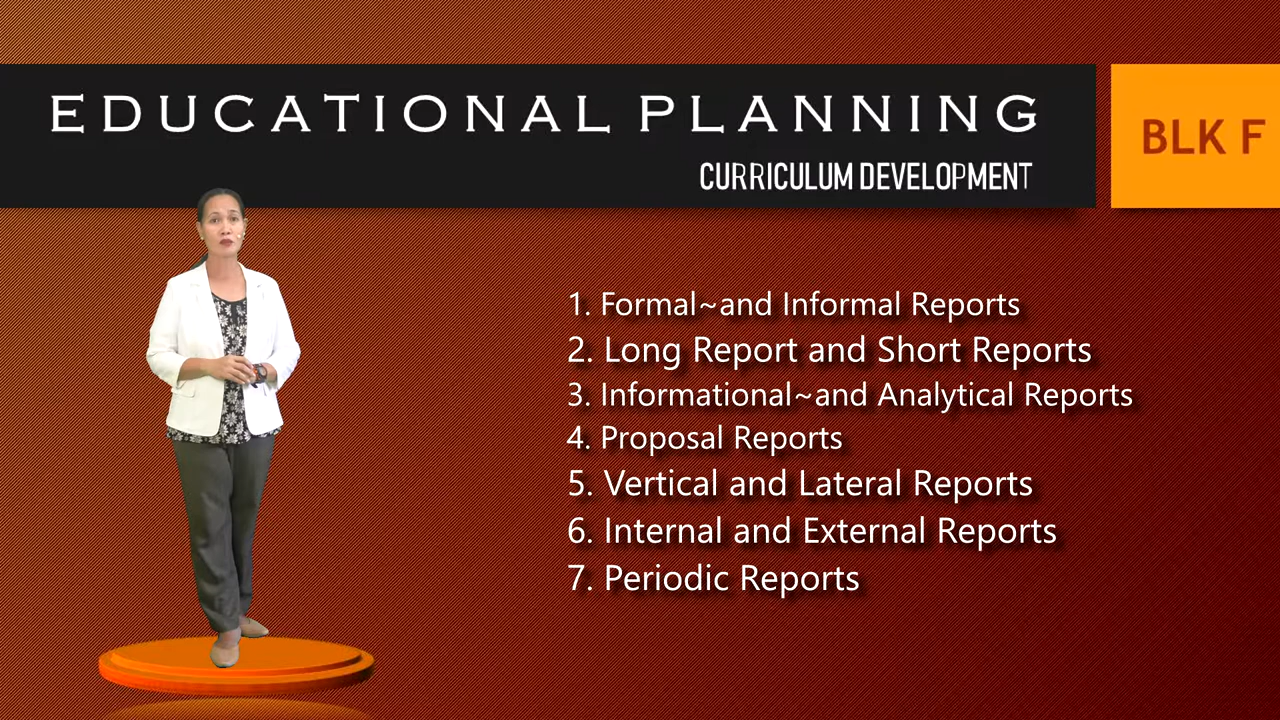 EDUCATIONAL PLANNING
CURRICULUM DEVELOPMENT
BLK F
1. Formal~and Informal Reports
2. Long Report and Short Reports
3. Informational~and Analytical Reports
4. Proposal Reports
5. Vertical and Lateral Reports
6. Internal and External Reports
7. Periodic Reports